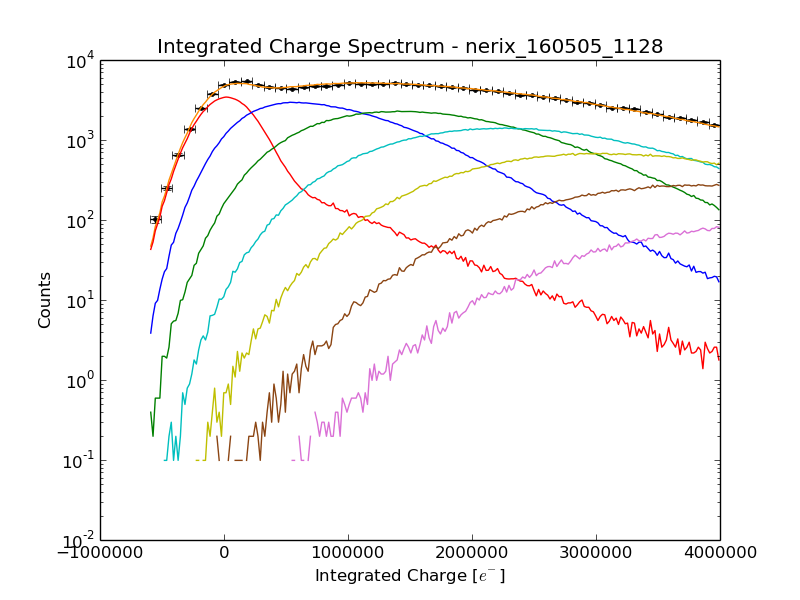 Integrated Charge Spectrum - nerix_160505_1128
10^4
10^3
10^2
10^1
10^0
10^-1
10^-2
Counts
−1000000 0 1000000 2000000 3000000 4000000
Integrated Charge [e^-]